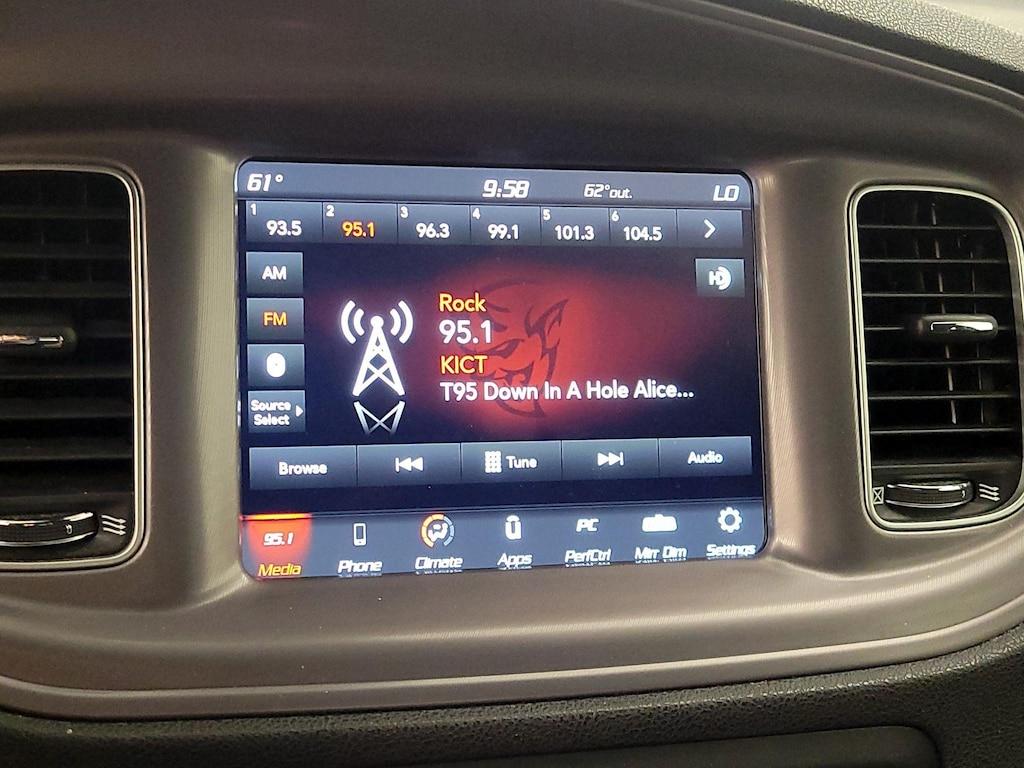 61° 9:58 62°out. LO
1 93.5 2 95.1 3 96.3 4 99.1 5 101.3 6 104.5
AM
HD
FM
Rock
95.1
KICT
T95 Down In A Hole Alice...
Source
Select
Browse Tune Audio
95.1 PC
Media Phone Climate Apps PerfCtrl Mirr Dim Settings